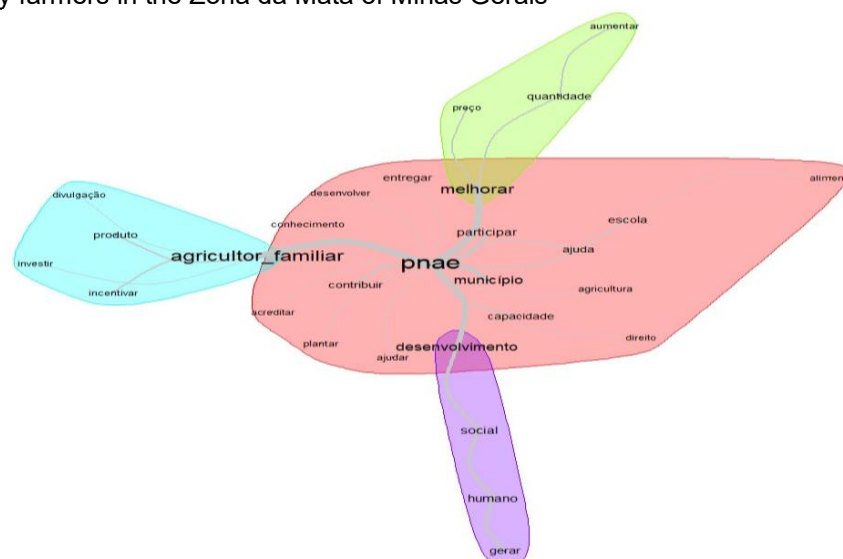 y farmers in the Zona da Mata of Minas Gerais
aumentar
quantidade
preço
entregar
melhorar
alimen
desenvolver
divulgação
escola
conhecimento
participar
produto
ajuda
agricultor_familiar
pnae
investir
município
contribuir
agricultura
incentivar
acreditar
capacidade
direito
plantar
desenvolvimento
ajudar
social
humano
gerar